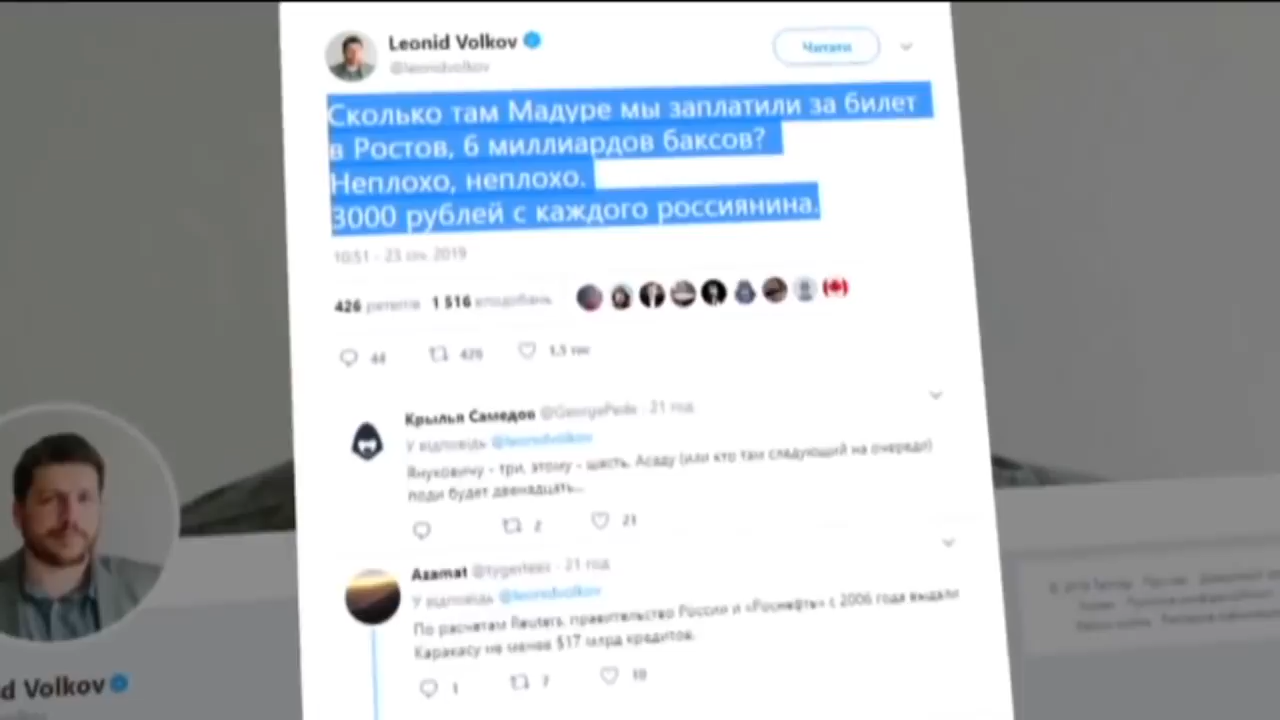 Leonid Volkov
@leonidvolkov
Читати
Сколько там Мадуре мы заплатили за билет
в Ростов, 6 миллиардов баксов?
Неплохо, неплохо.
3000 рублей с каждого россиянина.
10:51 - 23 січ. 2019
426 ретвітів 1 516 вподобань
44 426 1,5 тис
Крылья Самедов @GeorgePede · 21 год
У відповідь @leonidvolkov
Януковичу - три, этому - шесть, Асаду (или кто там следующий на очереди)
поди будет двенадцать...
2 21
Azamat · 21 год
У відповідь @leonidvolkov
По расчетам Reuters, правительство России и «Роснефть» с 2006 года выдали
Каракасу не менее $17 млрд кредитов.
1 7 10
d Volkov